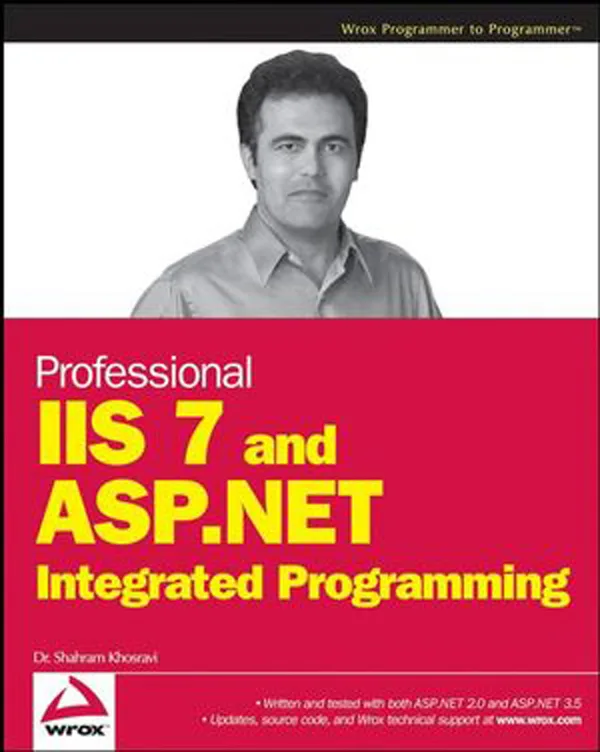 Wrox Programmer to Programmer™
Professional
IIS 7 and
ASP.NET
Integrated Programming
Dr. Shahram Khosravi
wrox™
• Written and tested with both ASP.NET 2.0 and ASP.NET 3.5
• Updates, source code, and Wrox technical support at www.wrox.com